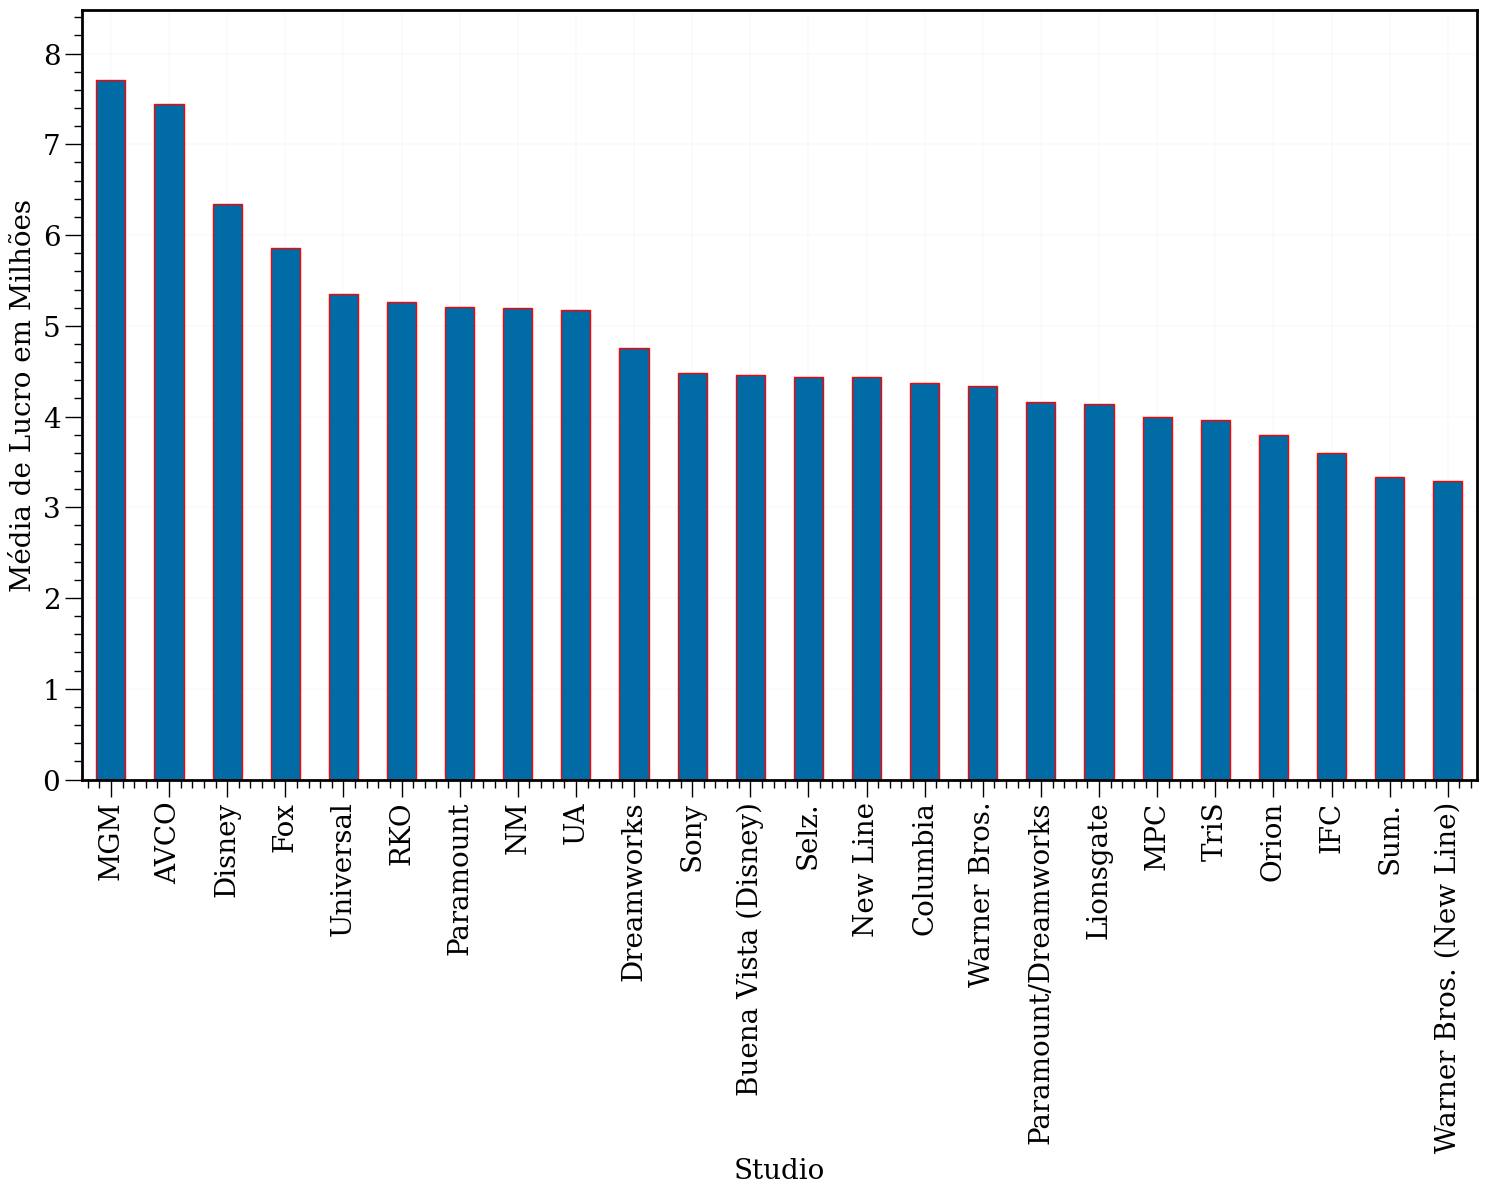 8
7
6
5
4
3
2
1
0
Média de Lucro em Milhões
MGM
AVCO
Disney
Fox
Universal
RKO
Paramount
NM
UA
Dreamworks
Sony
Buena Vista (Disney)
Selz.
New Line
Columbia
Warner Bros.
Paramount/Dreamworks
Lionsgate
MPC
TriS
Orion
IFC
Sum.
Warner Bros. (New Line)
Studio